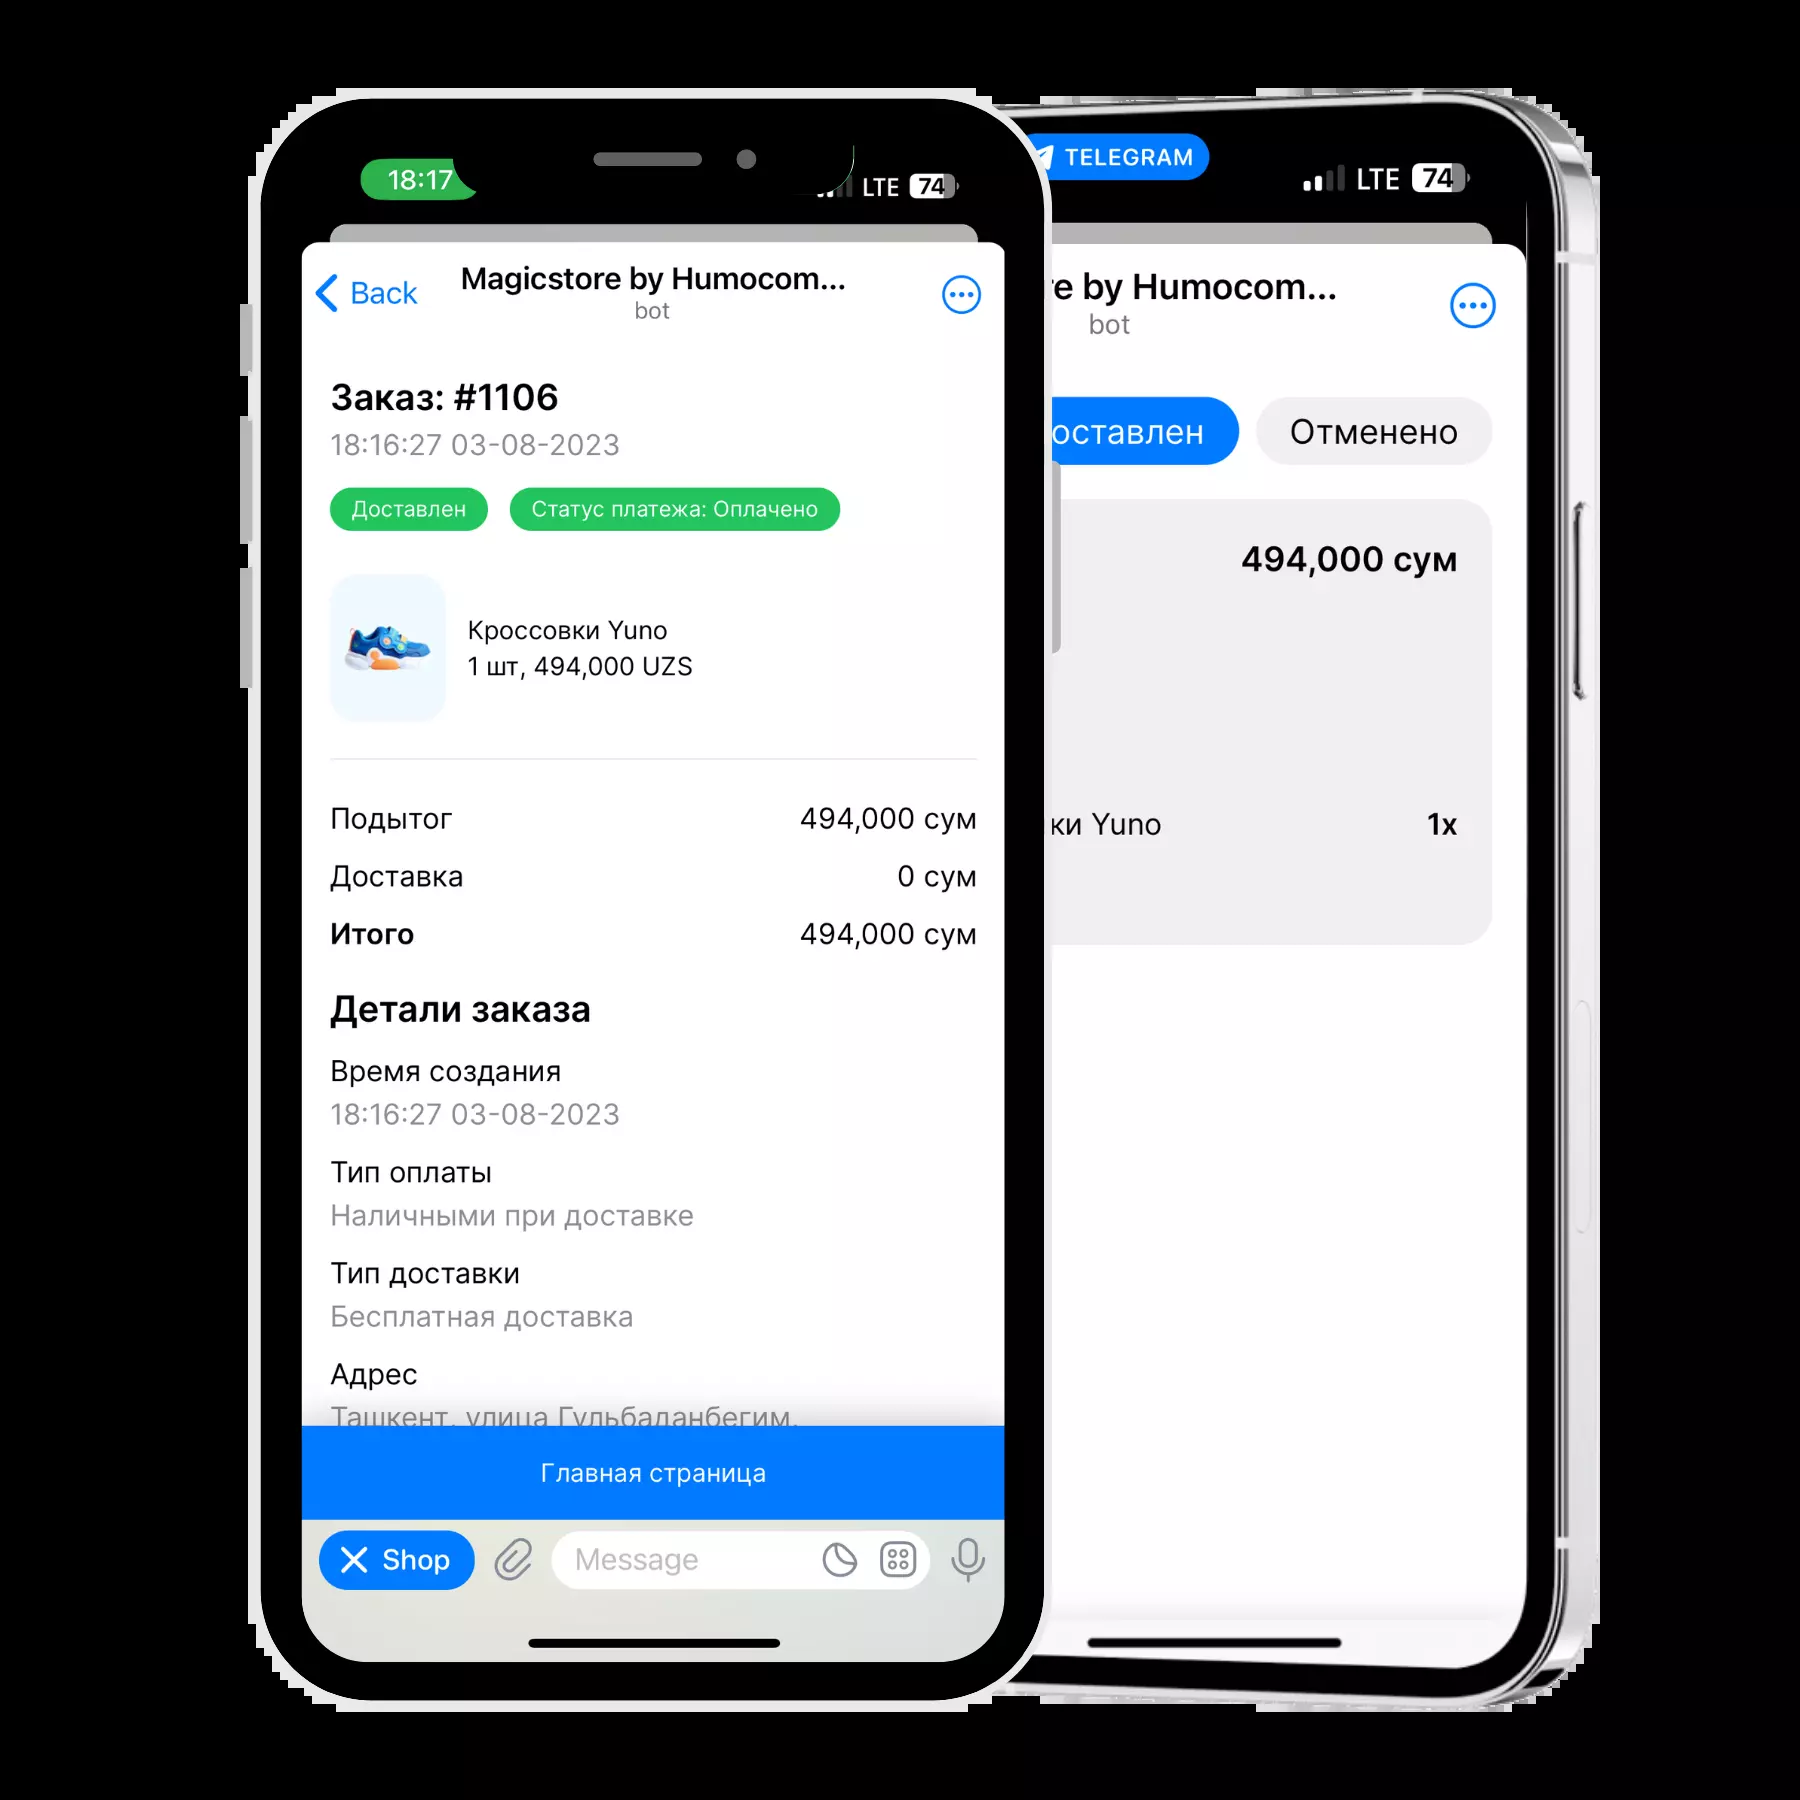 18:17
LTE 74
Back
Magicstore by Humocom...
bot
Заказ: #1106
18:16:27 03-08-2023
Доставлен
Статус платежа: Оплачено
Кроссовки Yuno
1 шт, 494,000 UZS
Подытог 494,000 сум
Доставка 0 сум
Итого 494,000 сум
Детали заказа
Время создания
18:16:27 03-08-2023
Тип оплаты
Наличными при доставке
Тип доставки
Бесплатная доставка
Адрес
Ташкент, улица Гульбаданбегим,
Главная страница
Shop
Message
TELEGRAM
LTE 74
re by Humocom...
bot
оставлен
Отменено
494,000 сум
ки Yuno 1x